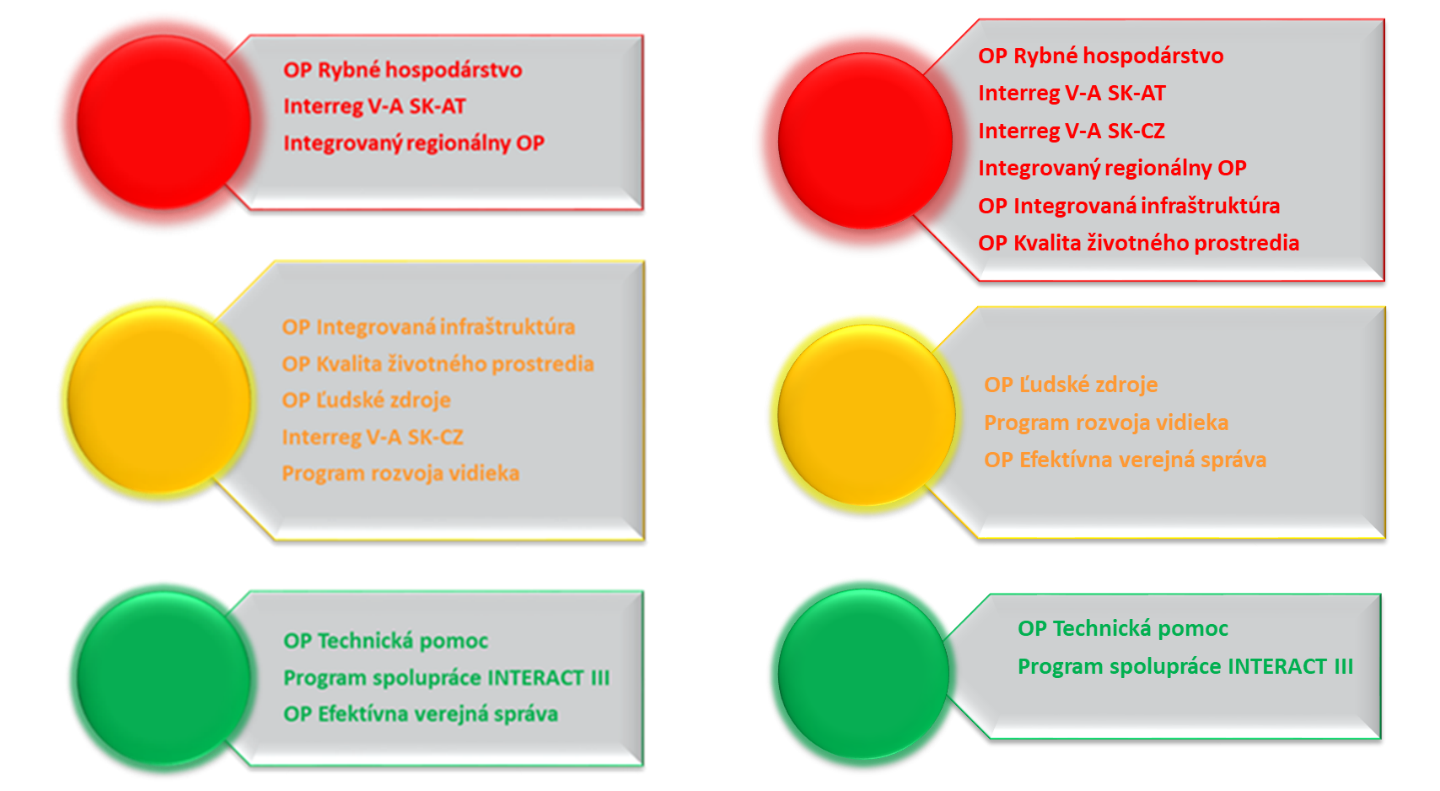 OP Rybné hospodárstvo
Interreg V-A SK-AT
Integrovaný regionálny OP
OP Integrovaná infraštruktúra
OP Kvalita životného prostredia
OP Ľudské zdroje
Interreg V-A SK-CZ
Program rozvoja vidieka
OP Technická pomoc
Program spolupráce INTERACT III
OP Efektívna verejná správa
OP Rybné hospodárstvo
Interreg V-A SK-AT
Interreg V-A SK-CZ
Integrovaný regionálny OP
OP Integrovaná infraštruktúra
OP Kvalita životného prostredia
OP Ľudské zdroje
Program rozvoja vidieka
OP Efektívna verejná správa
OP Technická pomoc
Program spolupráce INTERACT III